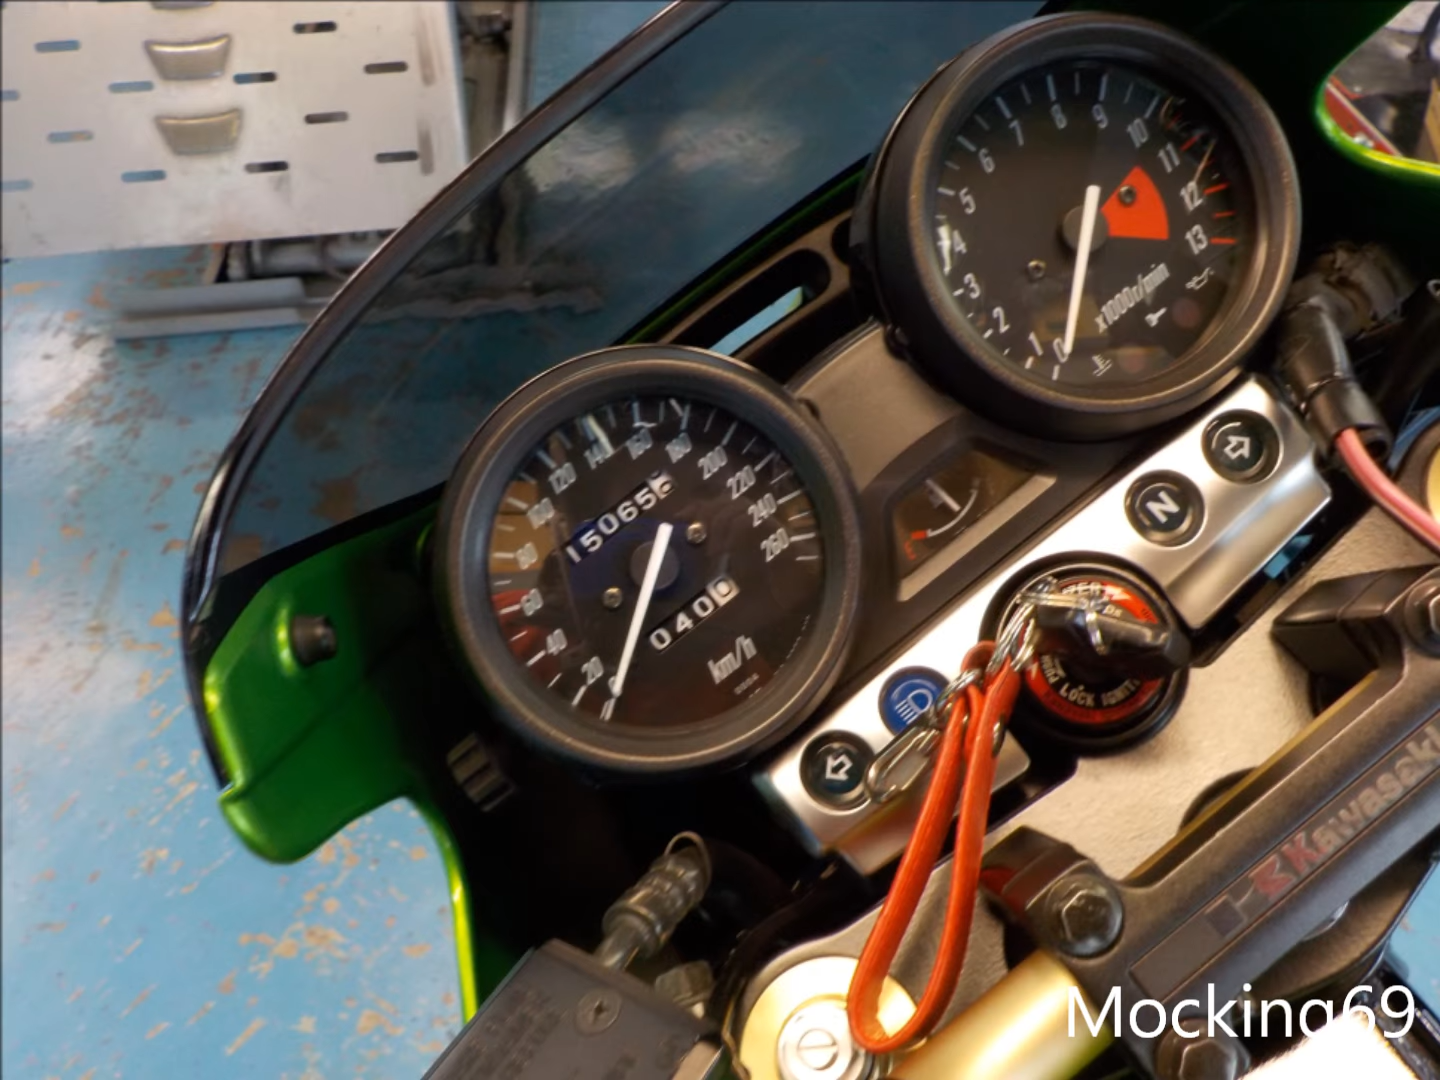 0 1 2 3 4 5 6 7 8 9 10 11 12 13
x1000r/min
20 40 60 80 100 120 140 160 180 200 220 240 260
15065
0400
km/h
N
LOCK
Kawasaki
Mocking69